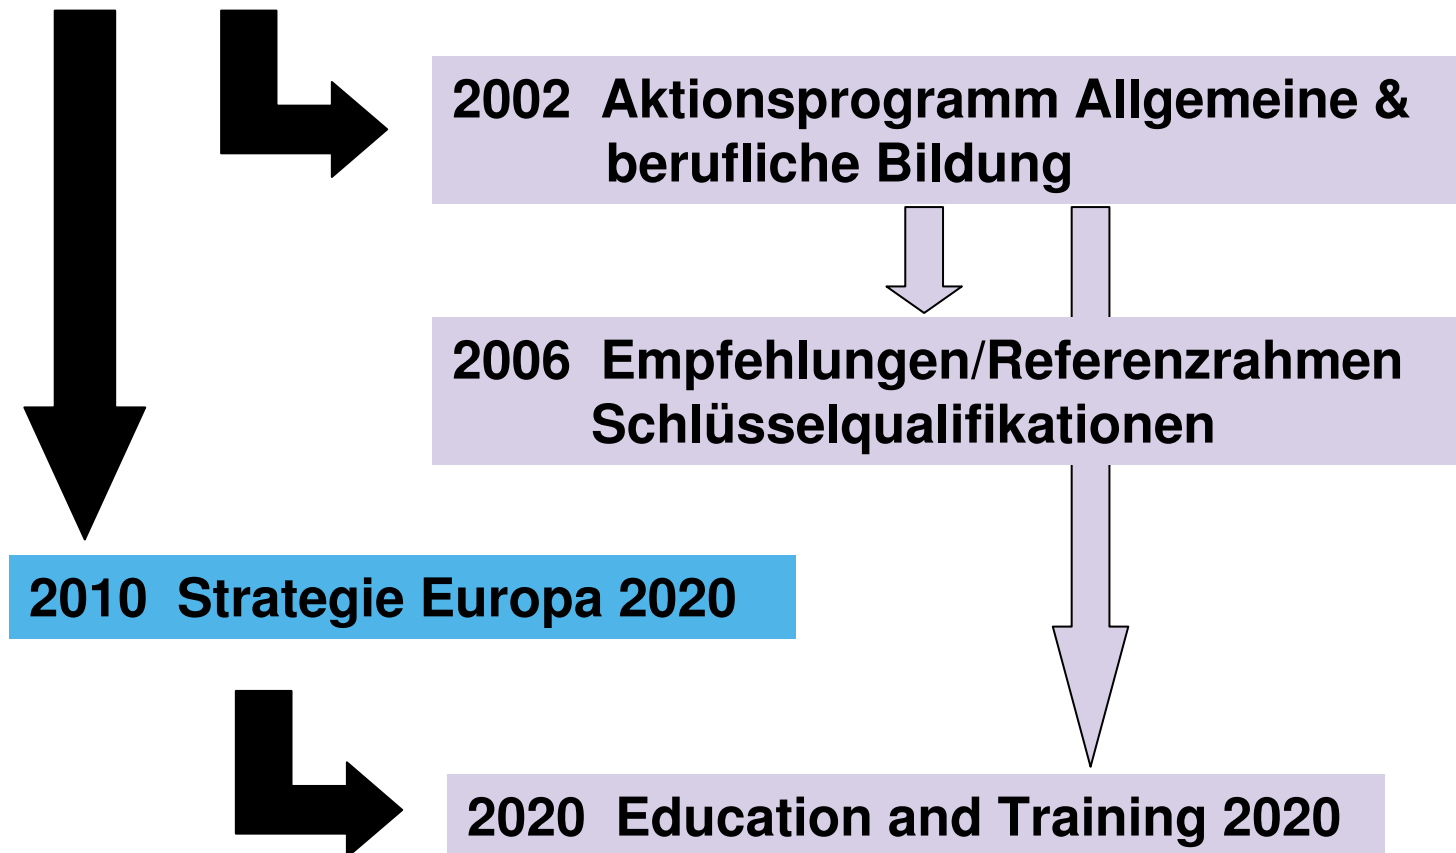 2002 Aktionsprogramm Allgemeine &
berufliche Bildung
2006 Empfehlungen/Referenzrahmen
Schlüsselqualifikationen
2010 Strategie Europa 2020
2020 Education and Training 2020